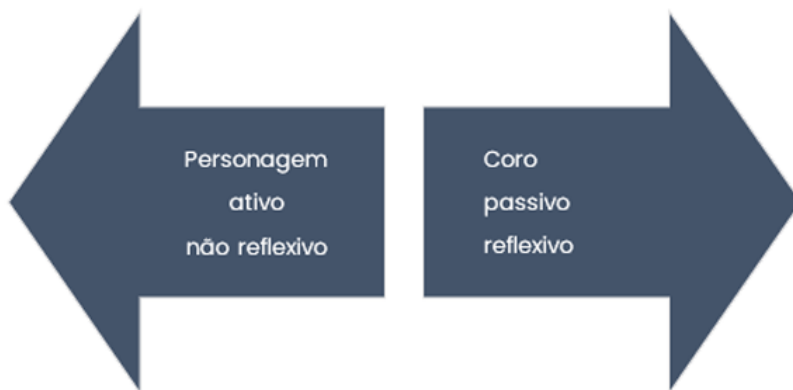 Personagem
ativo
não reflexivo
Coro
passivo
reflexivo